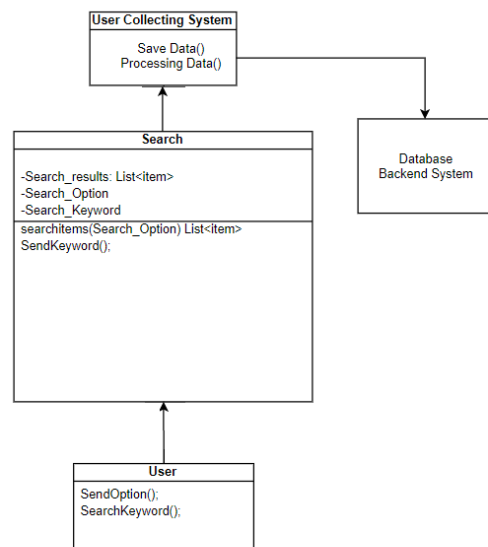 User Collecting System
Save Data()
Processing Data()
Database
Backend System
Search
-Search_results: List<item>
-Search_Option
-Search_Keyword
searchitems(Search_Option) List<item>
SendKeyword();
User
SendOption();
SearchKeyword();